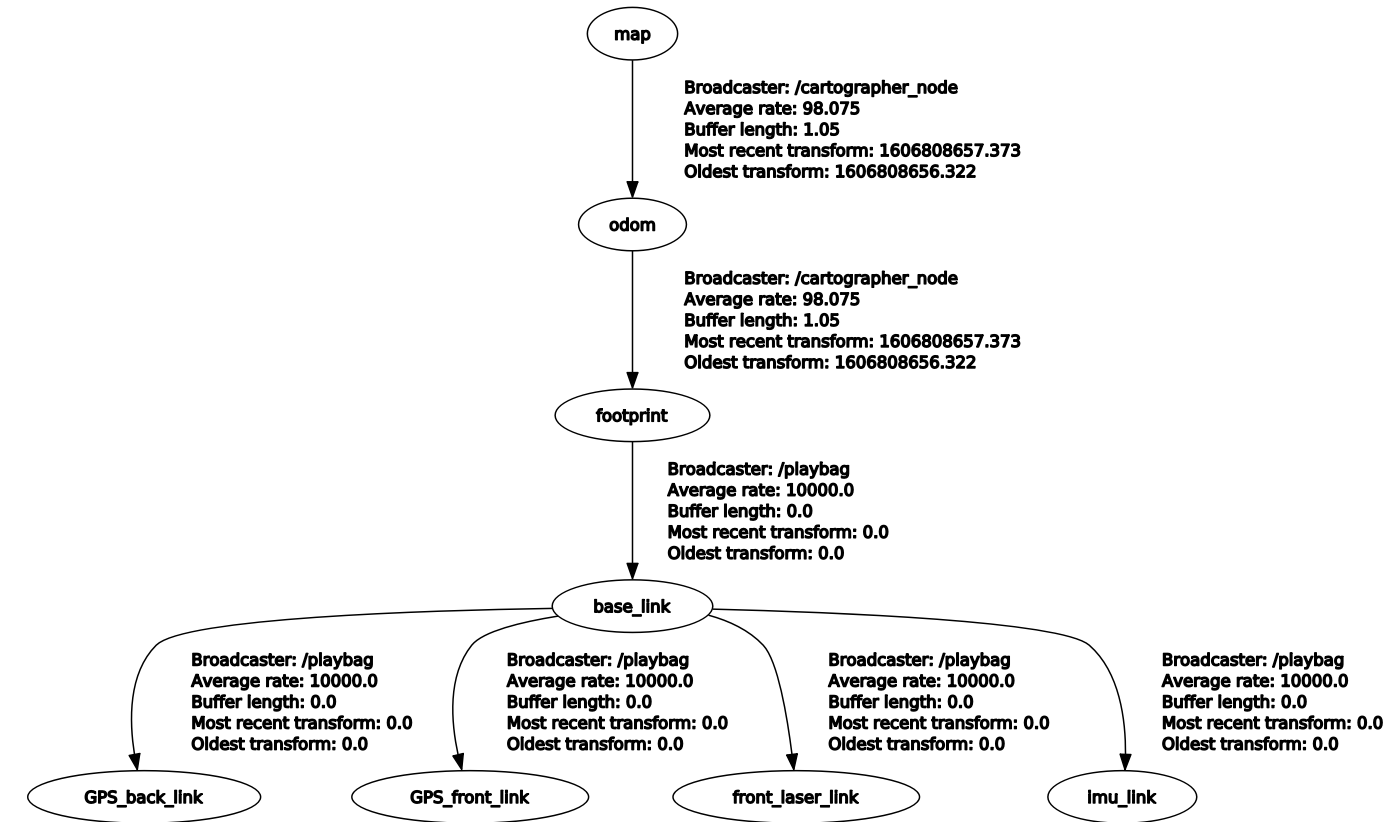 map
Broadcaster: /cartographer_node
Average rate: 98.075
Buffer length: 1.05
Most recent transform: 1606808657.373
Oldest transform: 1606808656.322
odom
Broadcaster: /cartographer_node
Average rate: 98.075
Buffer length: 1.05
Most recent transform: 1606808657.373
Oldest transform: 1606808656.322
footprint
Broadcaster: /playbag
Average rate: 10000.0
Buffer length: 0.0
Most recent transform: 0.0
Oldest transform: 0.0
base_link
Broadcaster: /playbag
Average rate: 10000.0
Buffer length: 0.0
Most recent transform: 0.0
Oldest transform: 0.0
Broadcaster: /playbag
Average rate: 10000.0
Buffer length: 0.0
Most recent transform: 0.0
Oldest transform: 0.0
Broadcaster: /playbag
Average rate: 10000.0
Buffer length: 0.0
Most recent transform: 0.0
Oldest transform: 0.0
Broadcaster: /playbag
Average rate: 10000.0
Buffer length: 0.0
Most recent transform: 0.0
Oldest transform: 0.0
GPS_back_link
GPS_front_link
front_laser_link
imu_link